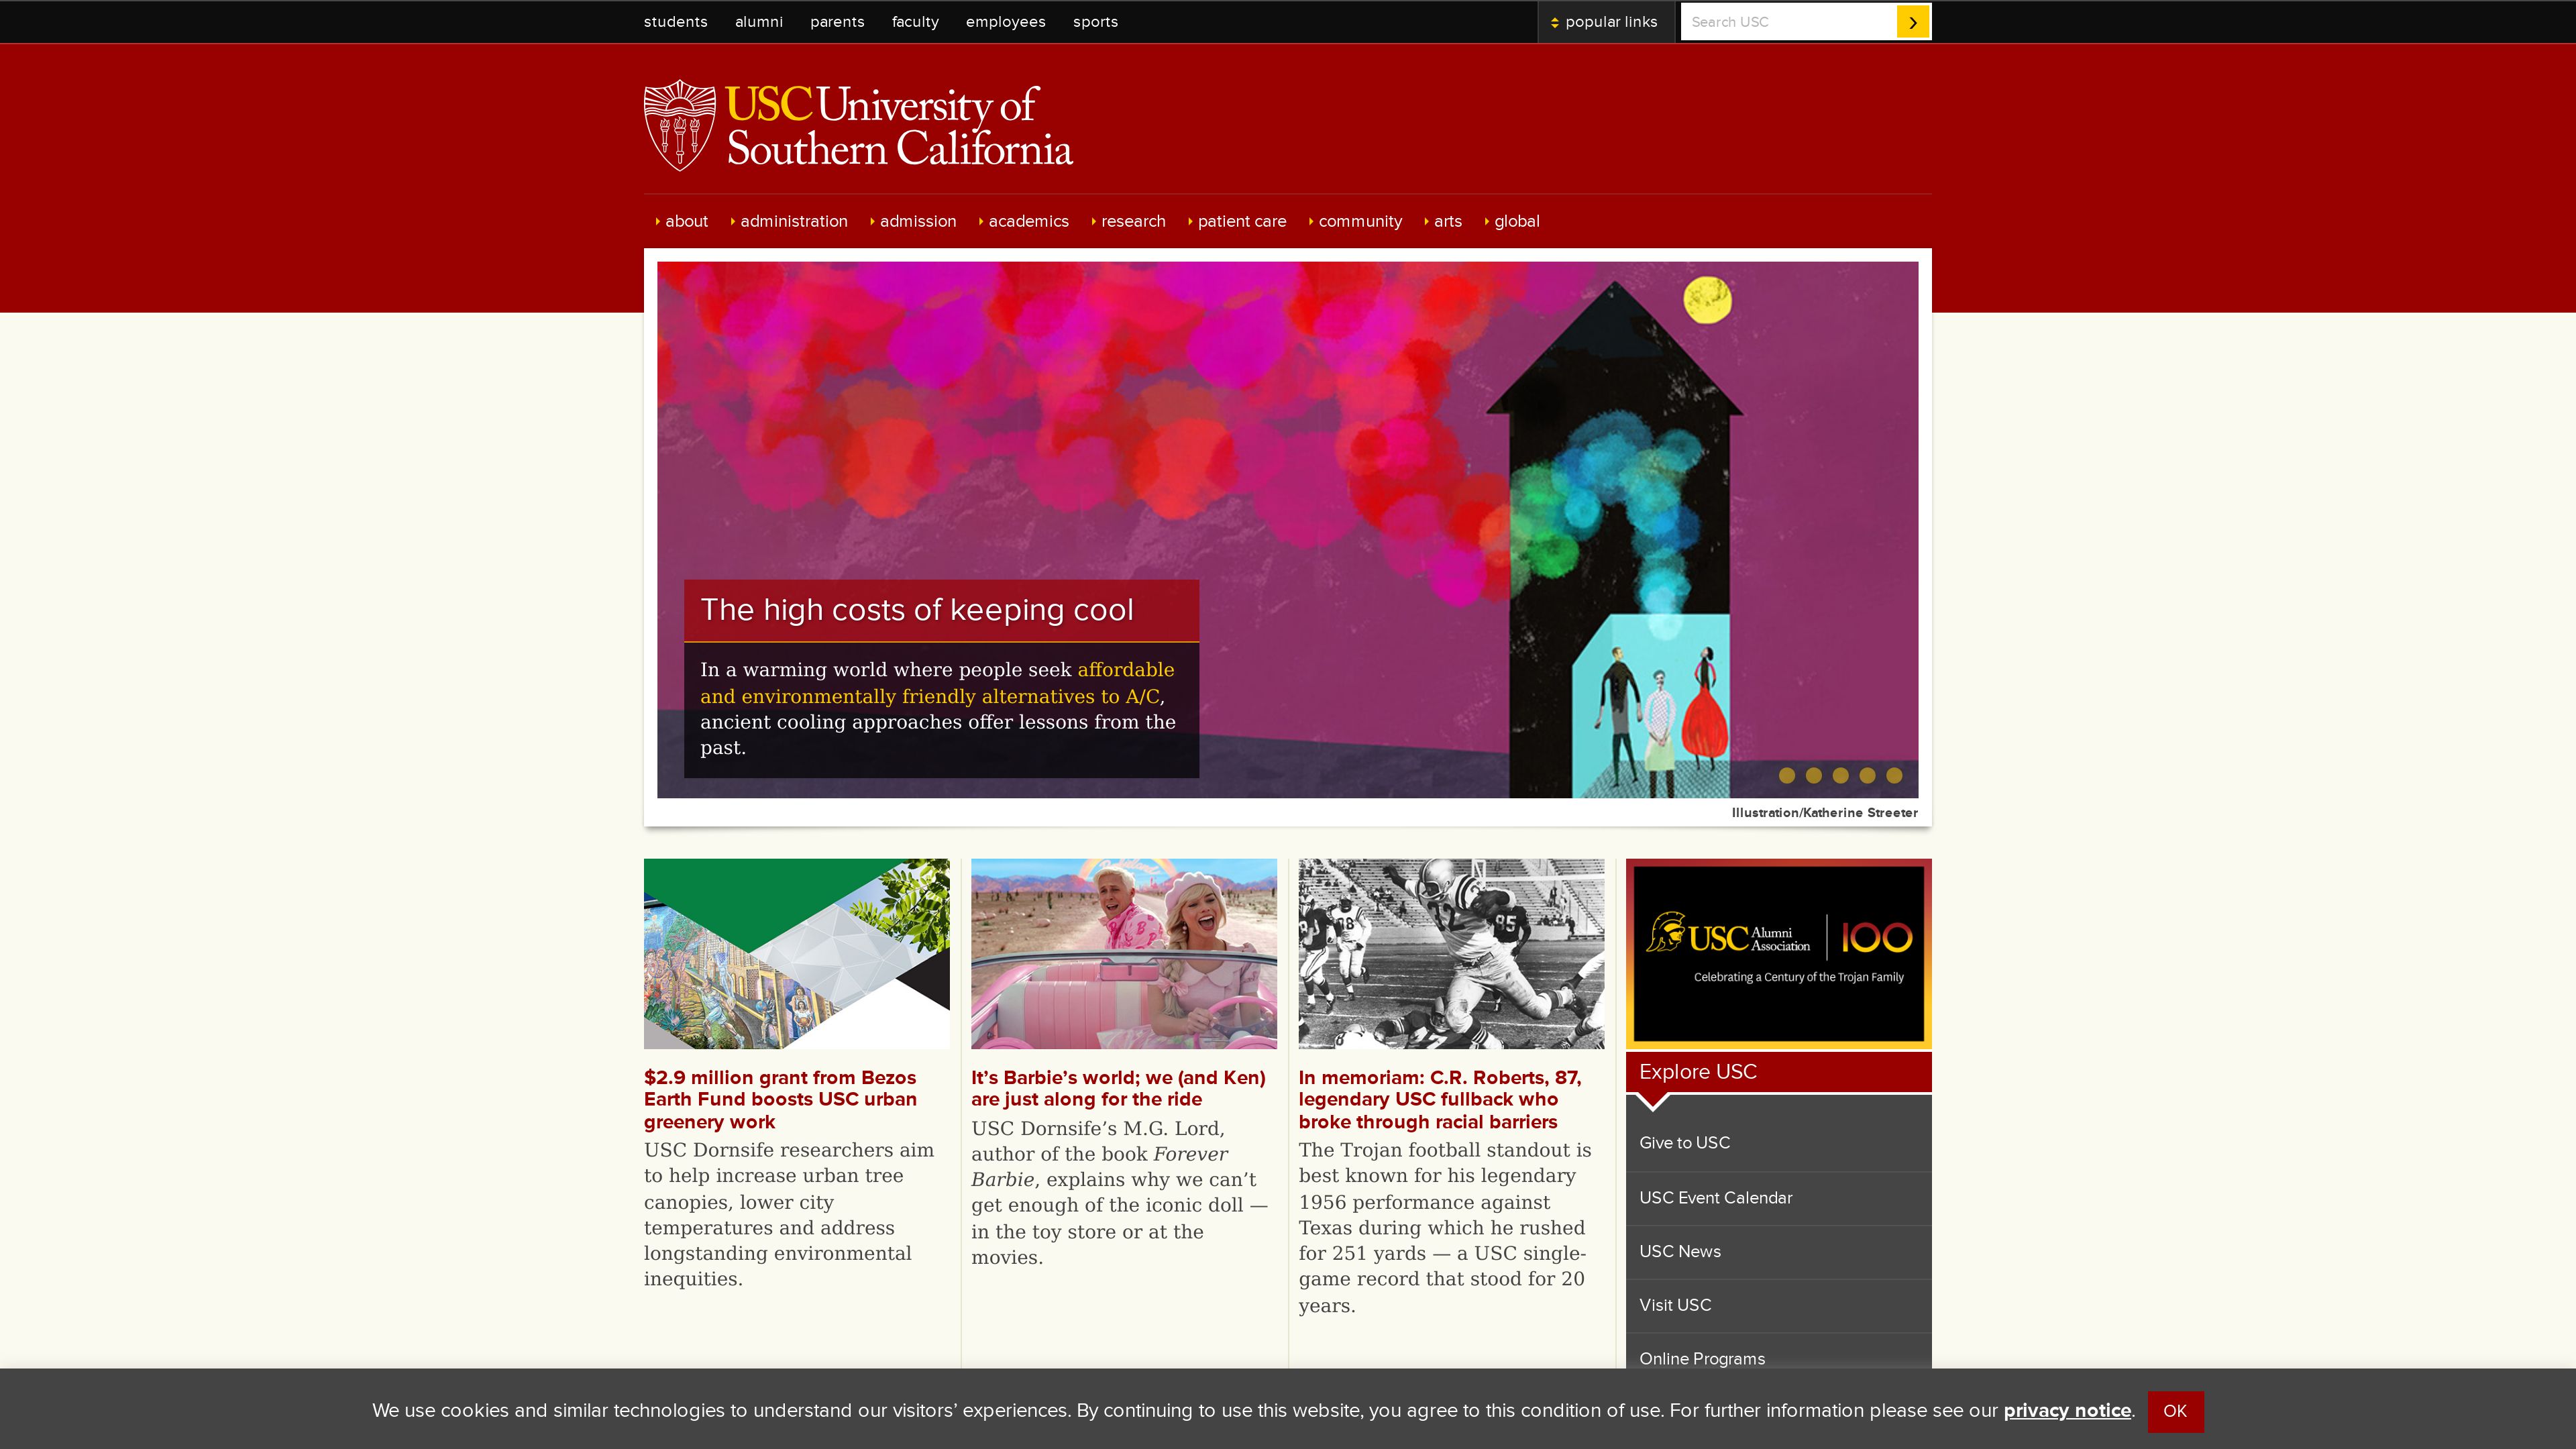 students alumni parents faculty employees sports popular links Search USC
USC University of
Southern California
about administration admission academics research patient care community arts global
The high costs of keeping cool
In a warming world where people seek affordable
and environmentally friendly alternatives to A/C,
ancient cooling approaches offer lessons from the
past.
Illustration/Katherine Streeter
$2.9 million grant from Bezos
Earth Fund boosts USC urban
greenery work
USC Dornsife researchers aim
to help increase urban tree
canopies, lower city
temperatures and address
longstanding environmental
inequities.
It’s Barbie’s world; we (and Ken)
are just along for the ride
USC Dornsife’s M.G. Lord,
author of the book Forever
Barbie, explains why we can’t
get enough of the iconic doll —
in the toy store or at the
movies.
In memoriam: C.R. Roberts, 87,
legendary USC fullback who
broke through racial barriers
The Trojan football standout is
best known for his legendary
1956 performance against
Texas during which he rushed
for 251 yards — a USC single-
game record that stood for 20
years.
USC Alumni Association 100
Celebrating a Century of the Trojan Family
Explore USC
Give to USC
USC Event Calendar
USC News
Visit USC
Online Programs
We use cookies and similar technologies to understand our visitors’ experiences. By continuing to use this website, you agree to this condition of use. For further information please see our privacy notice. OK